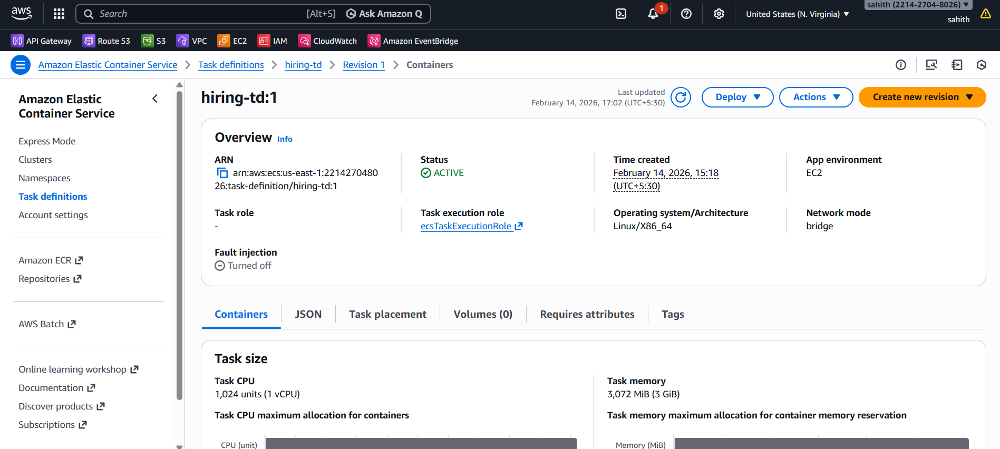 aws
Search [Alt+S] Ask Amazon Q
1
United States (N. Virginia)
sahith (2214-2704-8026)
sahith
API Gateway Route 53 S3 VPC EC2 IAM CloudWatch Amazon EventBridge
Amazon Elastic Container Service Task definitions hiring-td Revision 1 Containers
Amazon Elastic
Container Service
Express Mode
Clusters
Namespaces
Task definitions
Account settings
Amazon ECR
Repositories
AWS Batch
Online learning workshop
Documentation
Discover products
Subscriptions
hiring-td:1
Last updated
February 14, 2026, 17:02 (UTC+5:30)
Deploy
Actions
Create new revision
Overview Info
ARN
arn:aws:ecs:us-east-1:2214270480
26:task-definition/hiring-td:1
Status
ACTIVE
Time created
February 14, 2026, 15:18
(UTC+5:30)
App environment
EC2
Task role
-
Task execution role
ecsTaskExecutionRole
Operating system/Architecture
Linux/X86_64
Network mode
bridge
Fault injection
Turned off
Containers JSON Task placement Volumes (0) Requires attributes Tags
Task size
Task CPU
1,024 units (1 vCPU)
Task CPU maximum allocation for containers
CPU (unit)
Task memory
3,072 MiB (3 GiB)
Task memory maximum allocation for container memory reservation
Memory (MiB)